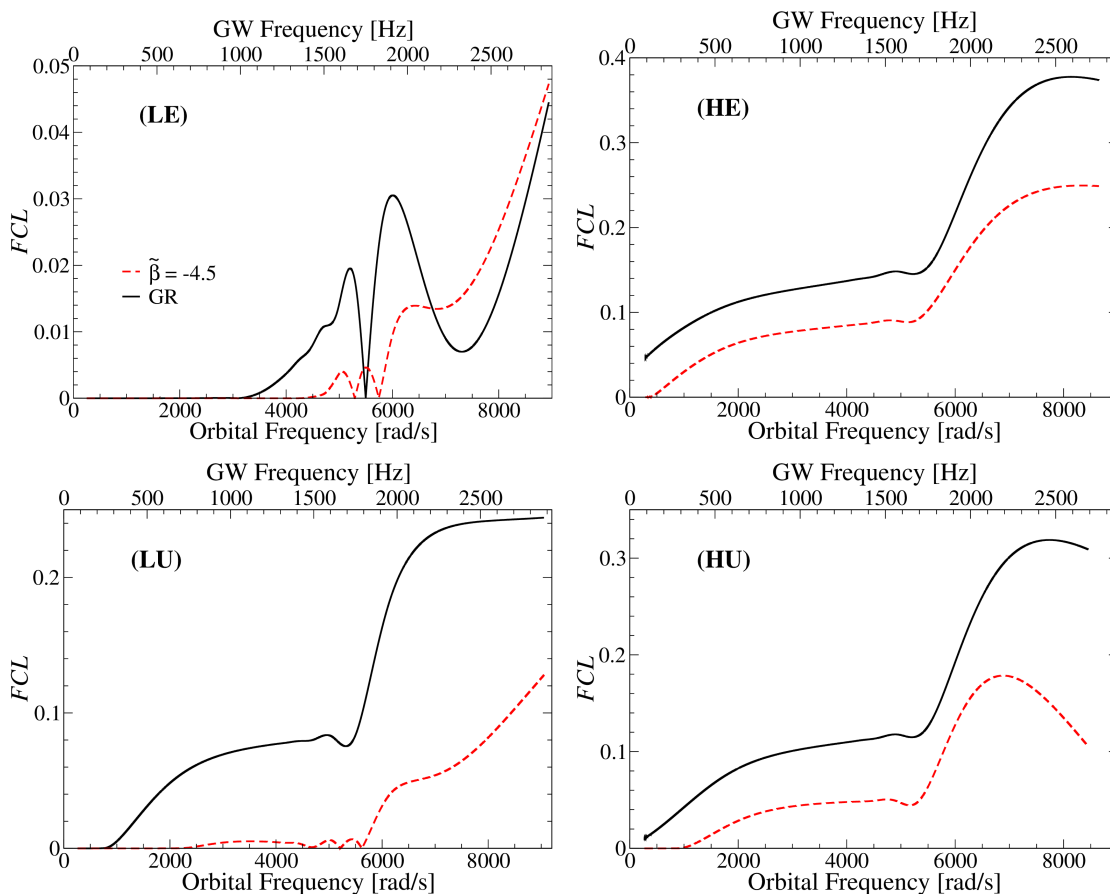 GW Frequency [Hz]
0 500 1000 1500 2000 2500
0.05
0.04
0.03
0.02
0.01
0
FCL
(LE)
β̃ = -4.5
GR
2000 4000 6000 8000
Orbital Frequency [rad/s]
GW Frequency [Hz]
0 500 1000 1500 2000 2500
0.4
0.3
0.2
0.1
0
FCL
(HE)
0 2000 4000 6000 8000
Orbital Frequency [rad/s]
GW Frequency [Hz]
0 500 1000 1500 2000 2500
0.2
0.1
0
FCL
(LU)
0 2000 4000 6000 8000
Orbital Frequency [rad/s]
GW Frequency [Hz]
0 500 1000 1500 2000 2500
0.3
0.2
0.1
0
FCL
(HU)
0 2000 4000 6000 8000
Orbital Frequency [rad/s]